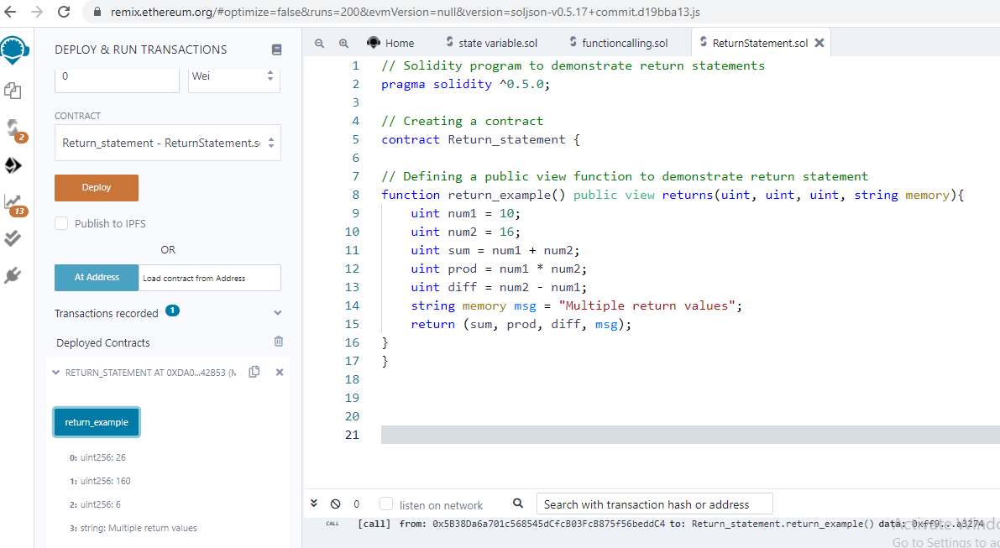 remix.ethereum.org/#optimize=false&runs=200&evmVersion=null&version=soljson-v0.5.17+commit.d19bba13.js
DEPLOY & RUN TRANSACTIONS
0
Wei
CONTRACT
Return_statement - ReturnStatement.s
Deploy
Publish to IPFS
OR
At Address
Load contract from Address
Transactions recorded 1
Deployed Contracts
RETURN_STATEMENT AT 0XDA0...42B53 (M
return_example
0: uint256: 26
1: uint256: 160
2: uint256: 6
3: string: Multiple return values
2
13
Home
state variable.sol
functioncalling.sol
ReturnStatement.sol
1 // Solidity program to demonstrate return statements
2 pragma solidity ^0.5.0;
3
4 // Creating a contract
5 contract Return_statement {
6
7 // Defining a public view function to demonstrate return statement
8 function return_example() public view returns(uint, uint, uint, string memory){
9 uint num1 = 10;
10 uint num2 = 16;
11 uint sum = num1 + num2;
12 uint prod = num1 * num2;
13 uint diff = num2 - num1;
14 string memory msg = "Multiple return values";
15 return (sum, prod, diff, msg);
16 }
17 }
18
19
20
21
0
listen on network
Search with transaction hash or address
CALL
[call] from: 0x5B38Da6a701c568545dCfcB03FcB875f56beddC4 to: Return_statement.return_example() data: 0xff9...a3274
Activate Windo
Go to Settings to a